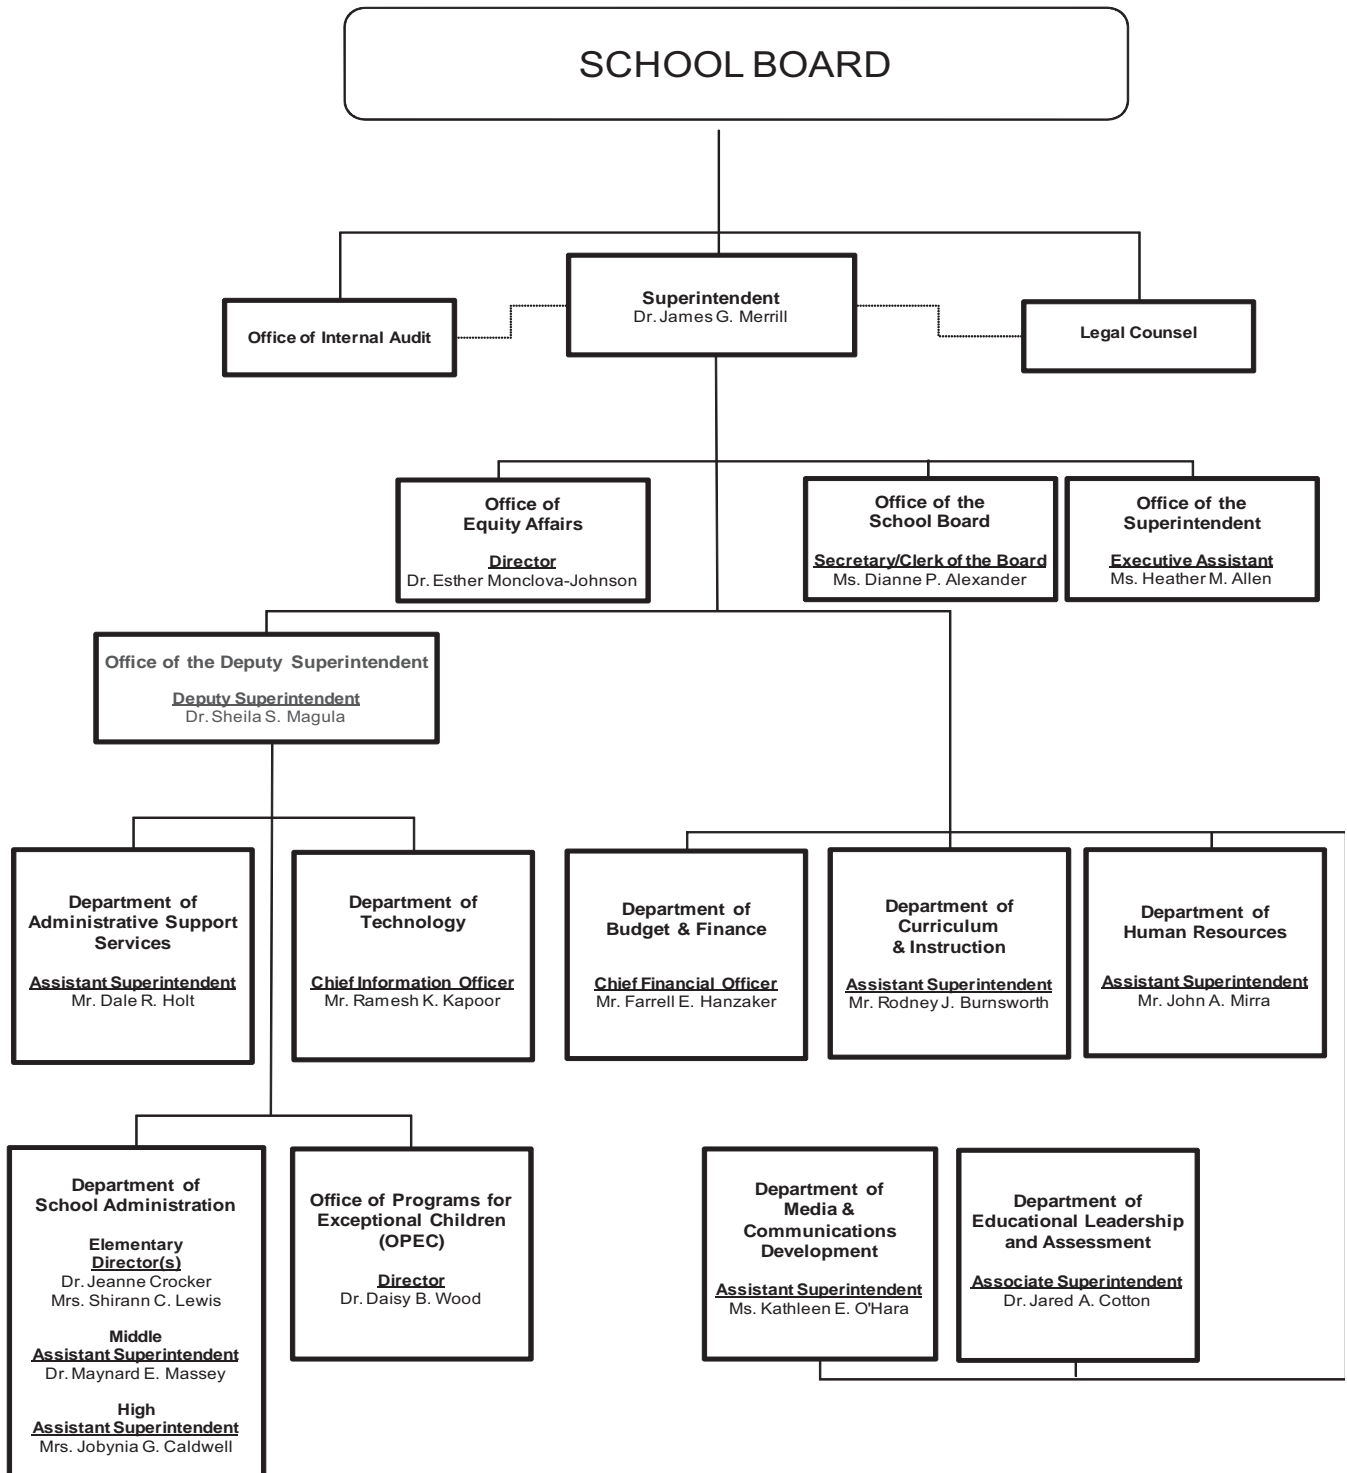 SCHOOL BOARD
Superintendent
Dr. James G. Merrill
Office of Internal Audit
Legal Counsel
Office of
Equity Affairs
Director
Dr. Esther Monclova-Johnson
Office of the
School Board
Secretary/Clerk of the Board
Ms. Dianne P. Alexander
Office of the
Superintendent
Executive Assistant
Ms. Heather M. Allen
Office of the Deputy Superintendent
Deputy Superintendent
Dr. Sheila S. Magula
Department of
Administrative Support
Services
Assistant Superintendent
Mr. Dale R. Holt
Department of
Technology
Chief Information Officer
Mr. Ramesh K. Kapoor
Department of
Budget & Finance
Chief Financial Officer
Mr. Farrell E. Hanzaker
Department of
Curriculum
& Instruction
Assistant Superintendent
Mr. Rodney J. Burnsworth
Department of
Human Resources
Assistant Superintendent
Mr. John A. Mirra
Department of
School Administration
Elementary
Director(s)
Dr. Jeanne Crocker
Mrs. Shirann C. Lewis
Middle
Assistant Superintendent
Dr. Maynard E. Massey
High
Assistant Superintendent
Mrs. Jobynia G. Caldwell
Office of Programs for
Exceptional Children
(OPEC)
Director
Dr. Daisy B. Wood
Department of
Media &
Communications
Development
Assistant Superintendent
Ms. Kathleen E. O'Hara
Department of
Educational Leadership
and Assessment
Associate Superintendent
Dr. Jared A. Cotton